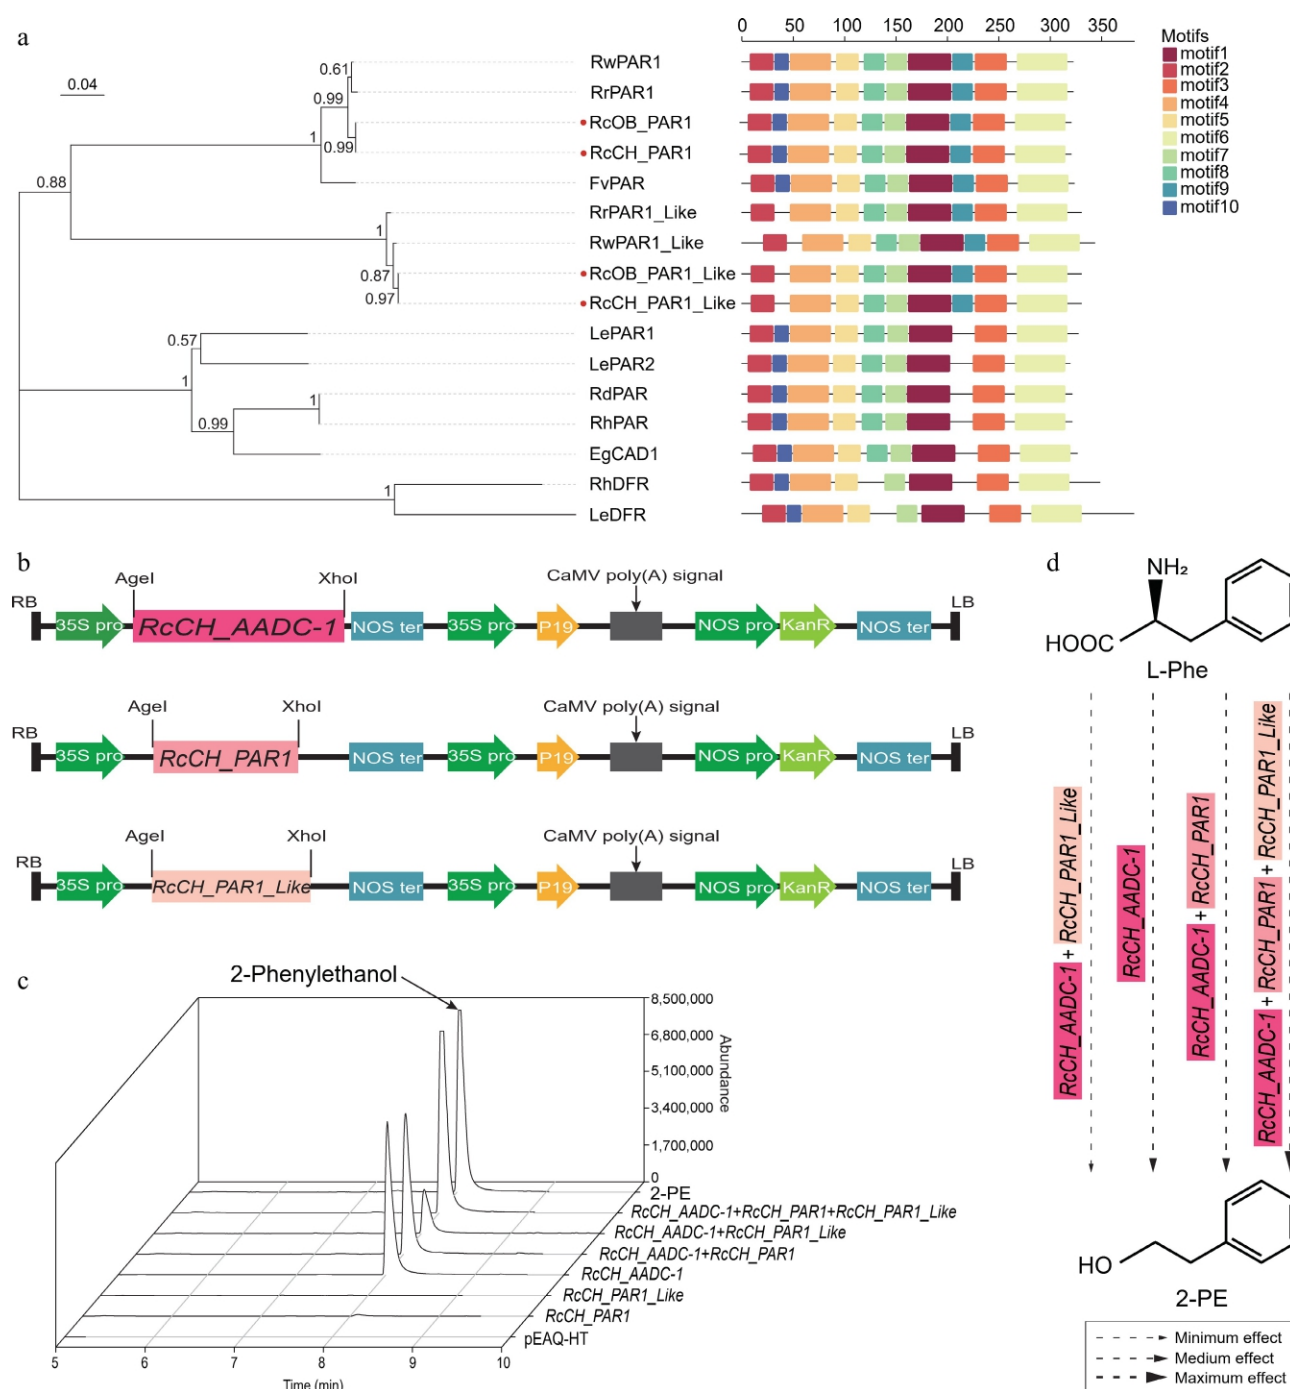 a
0 50 100 150 200 250 300 350
Motifs
motif1
motif2
motif3
motif4
motif5
motif6
motif7
motif8
motif9
motif10
0.04
0.61
0.99
1
0.99
0.88
1
0.87
0.97
0.57
1
1
0.99
1
RwPAR1
RrPAR1
RcOB_PAR1
RcCH_PAR1
FvPAR
RrPAR1_Like
RwPAR1_Like
RcOB_PAR1_Like
RcCH_PAR1_Like
LePAR1
LePAR2
RdPAR
RhPAR
EgCAD1
RhDFR
LeDFR
b
AgeI XhoI CaMV poly(A) signal
RB LB
35S pro RcCH_AADC-1 NOS ter 35S pro P19 NOS pro KanR NOS ter
AgeI XhoI CaMV poly(A) signal
RB LB
35S pro RcCH_PAR1 NOS ter 35S pro P19 NOS pro KanR NOS ter
AgeI XhoI CaMV poly(A) signal
RB LB
35S pro RcCH_PAR1_Like NOS ter 35S pro P19 NOS pro KanR NOS ter
c
2-Phenylethanol
8,500,000
6,800,000
5,100,000
3,400,000
1,700,000
0
Abundance
2-PE
RcCH_AADC-1+RcCH_PAR1+RcCH_PAR1_Like
RcCH_AADC-1+RcCH_PAR1_Like
RcCH_AADC-1+RcCH_PAR1
RcCH_AADC-1
RcCH_PAR1_Like
RcCH_PAR1
pEAQ-HT
5 6 7 8 9 10
Time (min)
d
NH₂
HOOC
L-Phe
RcCH_AADC-1 + RcCH_PAR1_Like
RcCH_AADC-1
RcCH_AADC-1 + RcCH_PAR1
RcCH_AADC-1 + RcCH_PAR1 + RcCH_PAR1_Like
HO
2-PE
Minimum effect
Medium effect
Maximum effect